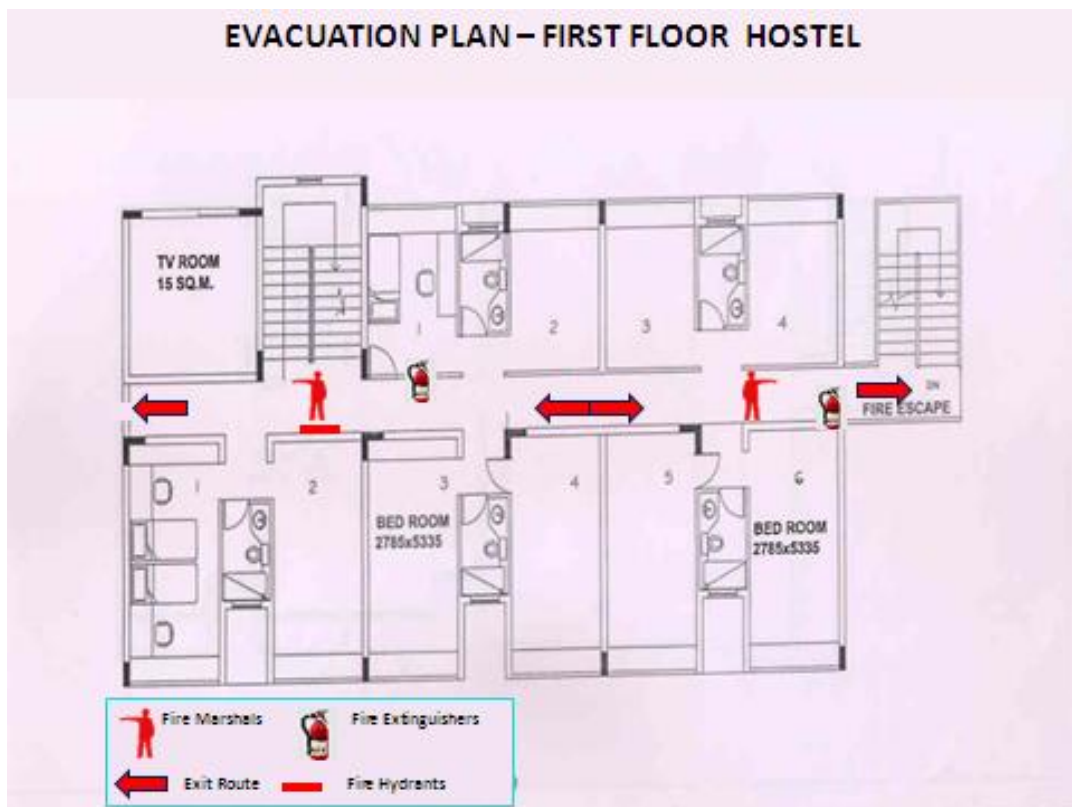 EVACUATION PLAN – FIRST FLOOR HOSTEL
TV ROOM
15 SQ.M.
1
2
3
4
DN
FIRE ESCAPE
1
2
3
4
5
6
BED ROOM
2785x5335
BED ROOM
2785x5335
Fire Marshals
Fire Extinguishers
Exit Route
Fire Hydrants